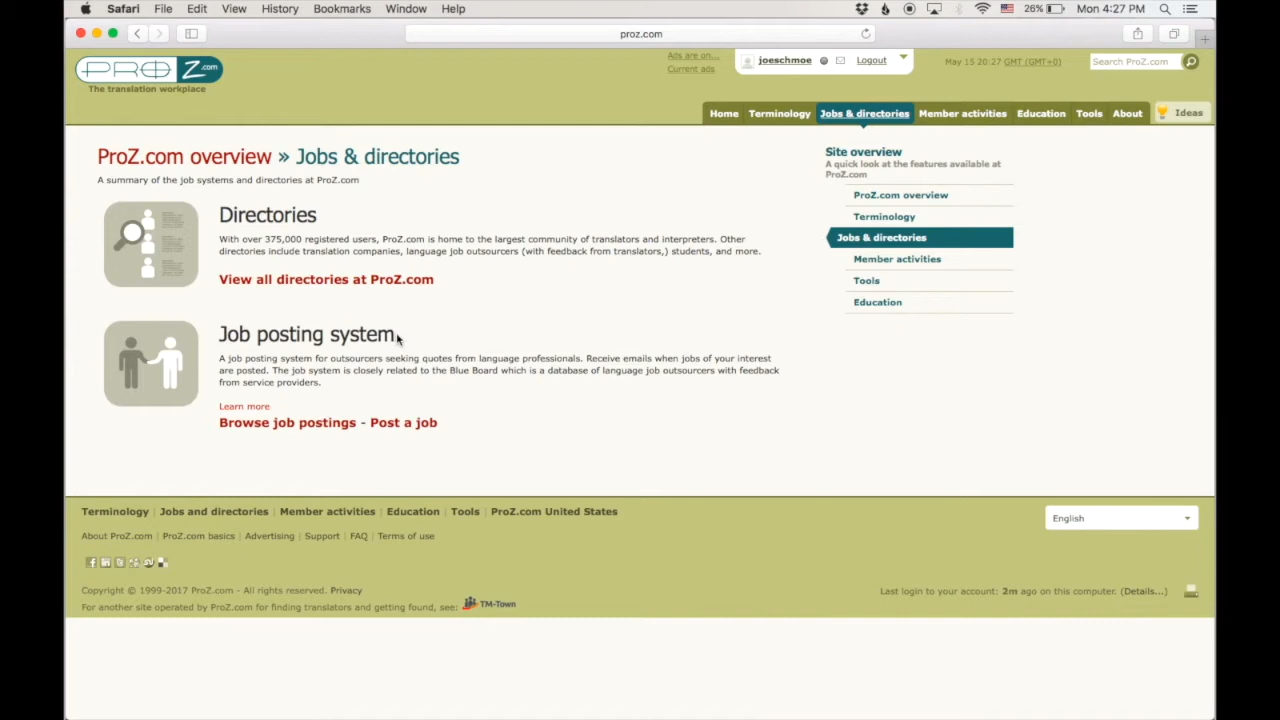 Safari File Edit View History Bookmarks Window Help
26% Mon 4:27 PM
proz.com
PROZ.com
The translation workplace
Ads are on...
Current ads
joeschmoe
Logout
May 15 20:27 GMT (GMT+0)
Search ProZ.com
Home Terminology Jobs & directories Member activities Education Tools About Ideas
ProZ.com overview » Jobs & directories
A summary of the job systems and directories at ProZ.com
Directories
With over 375,000 registered users, ProZ.com is home to the largest community of translators and interpreters. Other
directories include translation companies, language job outsourcers (with feedback from translators,) students, and more.
View all directories at ProZ.com
Job posting system
A job posting system for outsourcers seeking quotes from language professionals. Receive emails when jobs of your interest
are posted. The job system is closely related to the Blue Board which is a database of language job outsourcers with feedback
from service providers.
Learn more
Browse job postings - Post a job
Site overview
A quick look at the features available at
ProZ.com
ProZ.com overview
Terminology
Jobs & directories
Member activities
Tools
Education
Terminology | Jobs and directories | Member activities | Education | Tools | ProZ.com United States
About ProZ.com | ProZ.com basics | Advertising | Support | FAQ | Terms of use
English
Copyright © 1999-2017 ProZ.com - All rights reserved. Privacy
For another site operated by ProZ.com for finding translators and getting found, see: TM-Town
Last login to your account: 2m ago on this computer. (Details...)